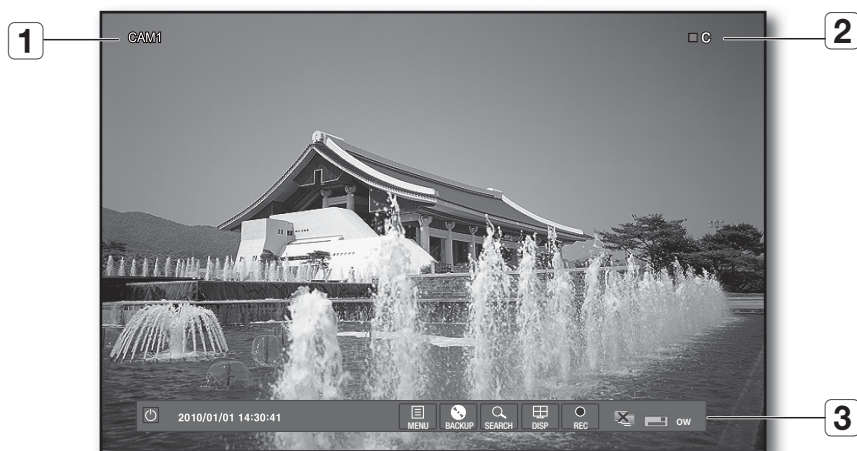 1
CAM1
C
2
2010/01/01 14:30:41
MENU
BACKUP
SEARCH
DISP
REC
OW
3